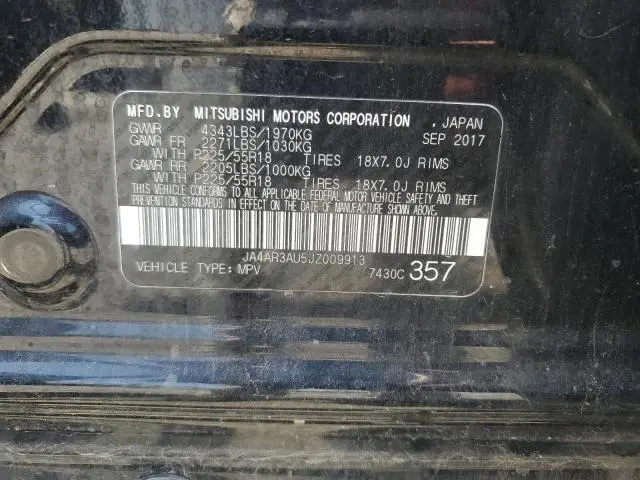 MFD.BY MITSUBISHI MOTORS CORPORATION , JAPAN
GVWR 4343LBS/1970KG SEP 2017
GAWR FR 2271LBS/1030KG
WITH P225/55R18 TIRES 18X7.0J RIMS
GAWR RR 2205LBS/1000KG
WITH P225/55R18 TIRES 18X7.0J RIMS
THIS VEHICLE CONFORMS TO ALL APPLICABLE FEDERAL MOTOR VEHICLE SAFETY AND THEFT
PREVENTION STANDARDS IN EFFECT ON THE DATE OF MANUFACTURE SHOWN ABOVE.
JA4AR3AU5JZ009913
VEHICLE TYPE: MPV 7430C 357